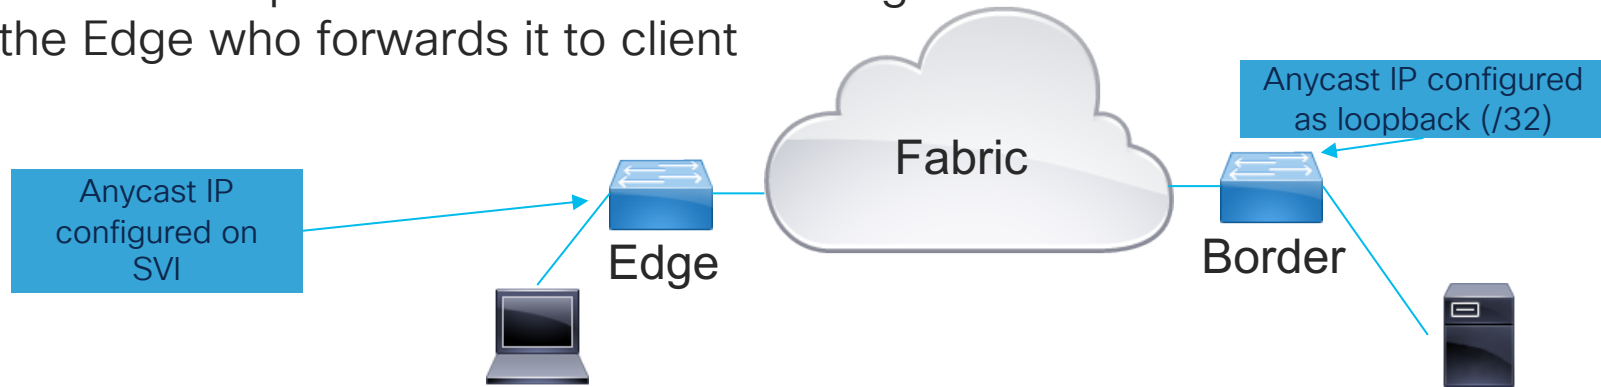 the Edge who forwards it to client
Anycast IP configured
as loopback (/32)
Fabric
Anycast IP
configured on
SVI
Edge
Border